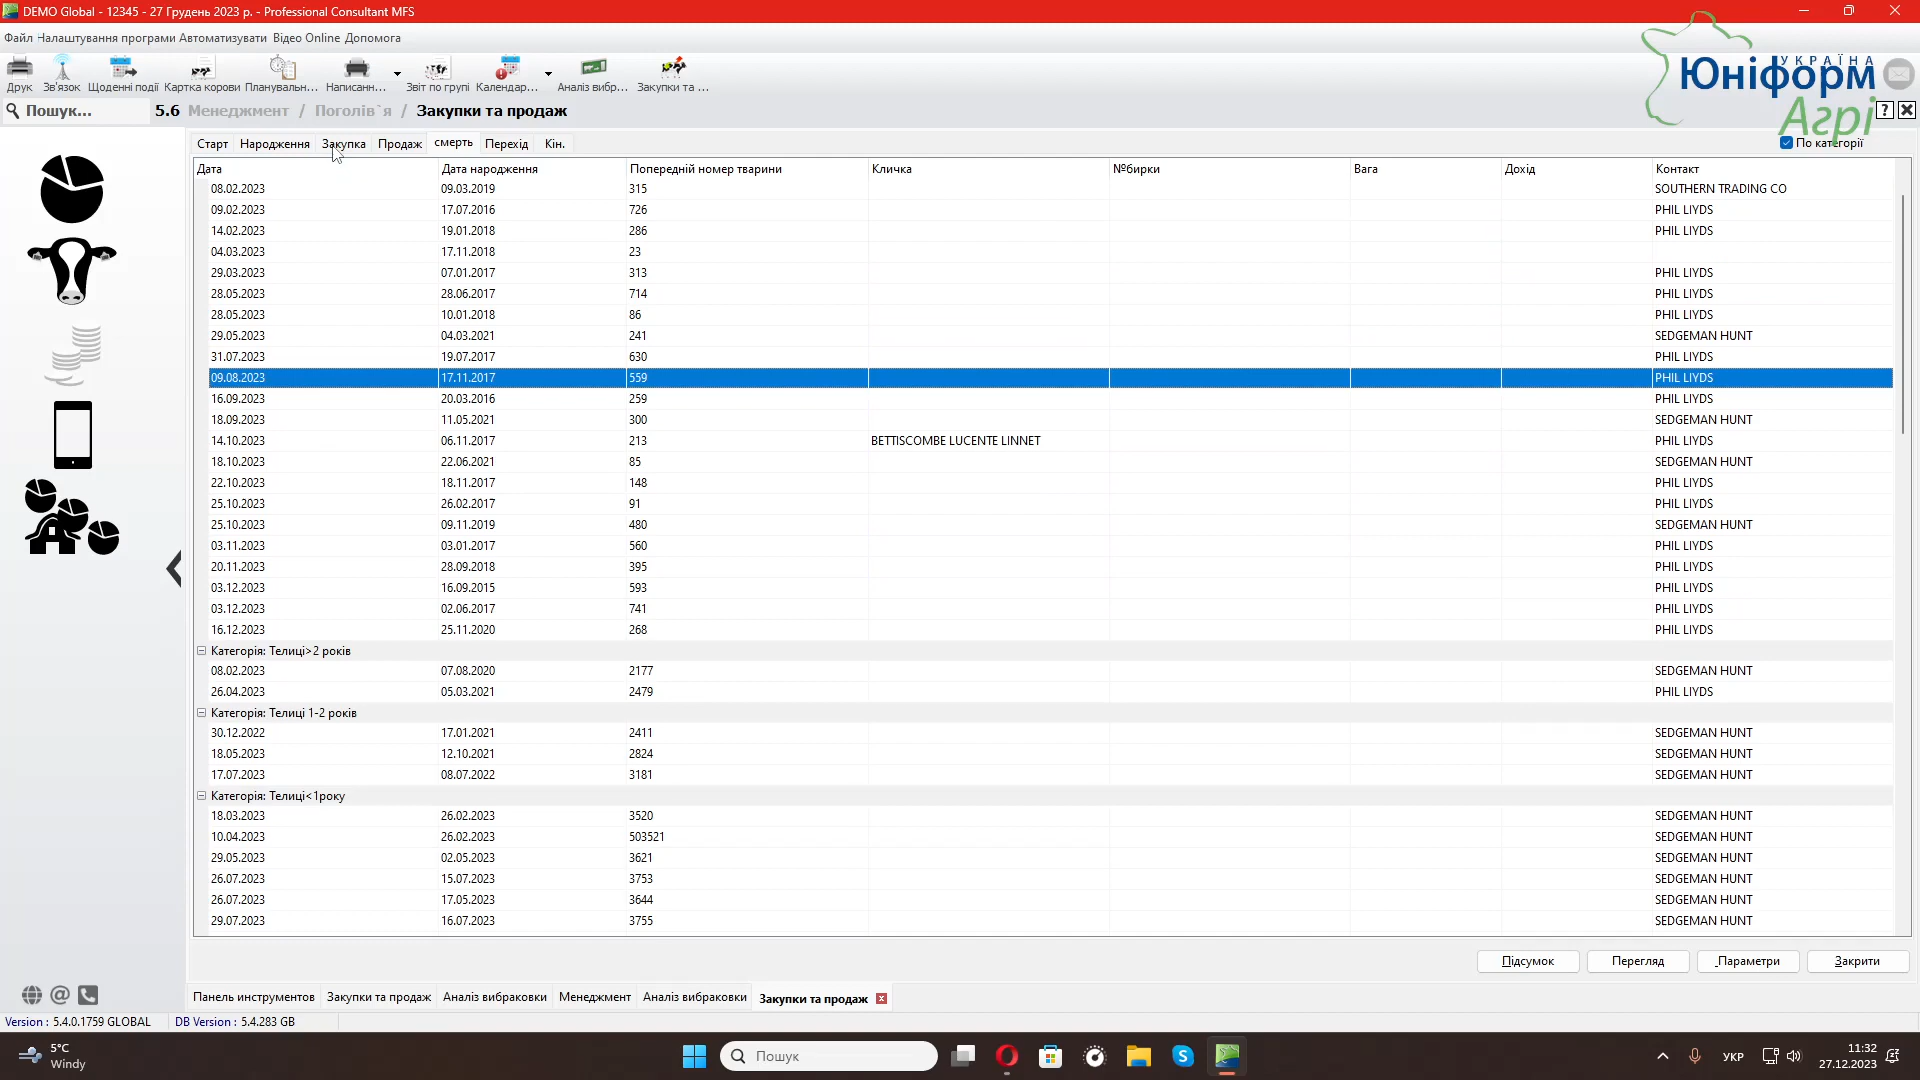 DEMO Global - 12345 - 27 Грудень 2023 р. - Professional Consultant MFS
Файл Налаштування програми Автоматизувати Відео Online Допомога
Друк Зв'язок Щоденні події Картка корови Планувальн... Написанн... Звіт по групі Календар... Аналіз вибр... Закупки та ...
УКРАЇНА
Юніформ
Агрі
Пошук... 5.6 Менеджмент / Поголів`я / Закупки та продаж ?
Старт Народження Закупка Продаж смерть Перехід Кін. По категорії
Дата Дата народження Попередній номер тварини Кличка №бирки Вага Дохід Контакт
08.02.2023 09.03.2019 315 SOUTHERN TRADING CO
09.02.2023 17.07.2016 726 PHIL LIYDS
14.02.2023 19.01.2018 286 PHIL LIYDS
04.03.2023 17.11.2018 23
29.03.2023 07.01.2017 313 PHIL LIYDS
28.05.2023 28.06.2017 714 PHIL LIYDS
28.05.2023 10.01.2018 86 PHIL LIYDS
29.05.2023 04.03.2021 241 SEDGEMAN HUNT
31.07.2023 19.07.2017 630 PHIL LIYDS
09.08.2023 17.11.2017 559 PHIL LIYDS
16.09.2023 20.03.2016 259 PHIL LIYDS
18.09.2023 11.05.2021 300 SEDGEMAN HUNT
14.10.2023 06.11.2017 213 BETTISCOMBE LUCENTE LINNET PHIL LIYDS
18.10.2023 22.06.2021 85 SEDGEMAN HUNT
22.10.2023 18.11.2017 148 PHIL LIYDS
25.10.2023 26.02.2017 91 PHIL LIYDS
25.10.2023 09.11.2019 480 SEDGEMAN HUNT
03.11.2023 03.01.2017 560 PHIL LIYDS
20.11.2023 28.09.2018 395 PHIL LIYDS
03.12.2023 16.09.2015 593 PHIL LIYDS
03.12.2023 02.06.2017 741 PHIL LIYDS
16.12.2023 25.11.2020 268 PHIL LIYDS
Категорія: Телиці>2 років
08.02.2023 07.08.2020 2177 SEDGEMAN HUNT
26.04.2023 05.03.2021 2479 PHIL LIYDS
Категорія: Телиці 1-2 років
30.12.2022 17.01.2021 2411 SEDGEMAN HUNT
18.05.2023 12.10.2021 2824 SEDGEMAN HUNT
17.07.2023 08.07.2022 3181 SEDGEMAN HUNT
Категорія: Телиці<1року
18.03.2023 26.02.2023 3520 SEDGEMAN HUNT
10.04.2023 26.02.2023 503521 SEDGEMAN HUNT
29.05.2023 02.05.2023 3621 SEDGEMAN HUNT
26.07.2023 15.07.2023 3753 SEDGEMAN HUNT
26.07.2023 17.05.2023 3644 SEDGEMAN HUNT
29.07.2023 16.07.2023 3755 SEDGEMAN HUNT
Підсумок Перегляд Параметри Закрити
Панель инструментов Закупки та продаж Аналіз вибраковки Менеджмент Аналіз вибраковки Закупки та продаж
Version : 5.4.0.1759 GLOBAL DB Version : 5.4.283 GB
5°C
Windy
Пошук
УКР
11:32
27.12.2023